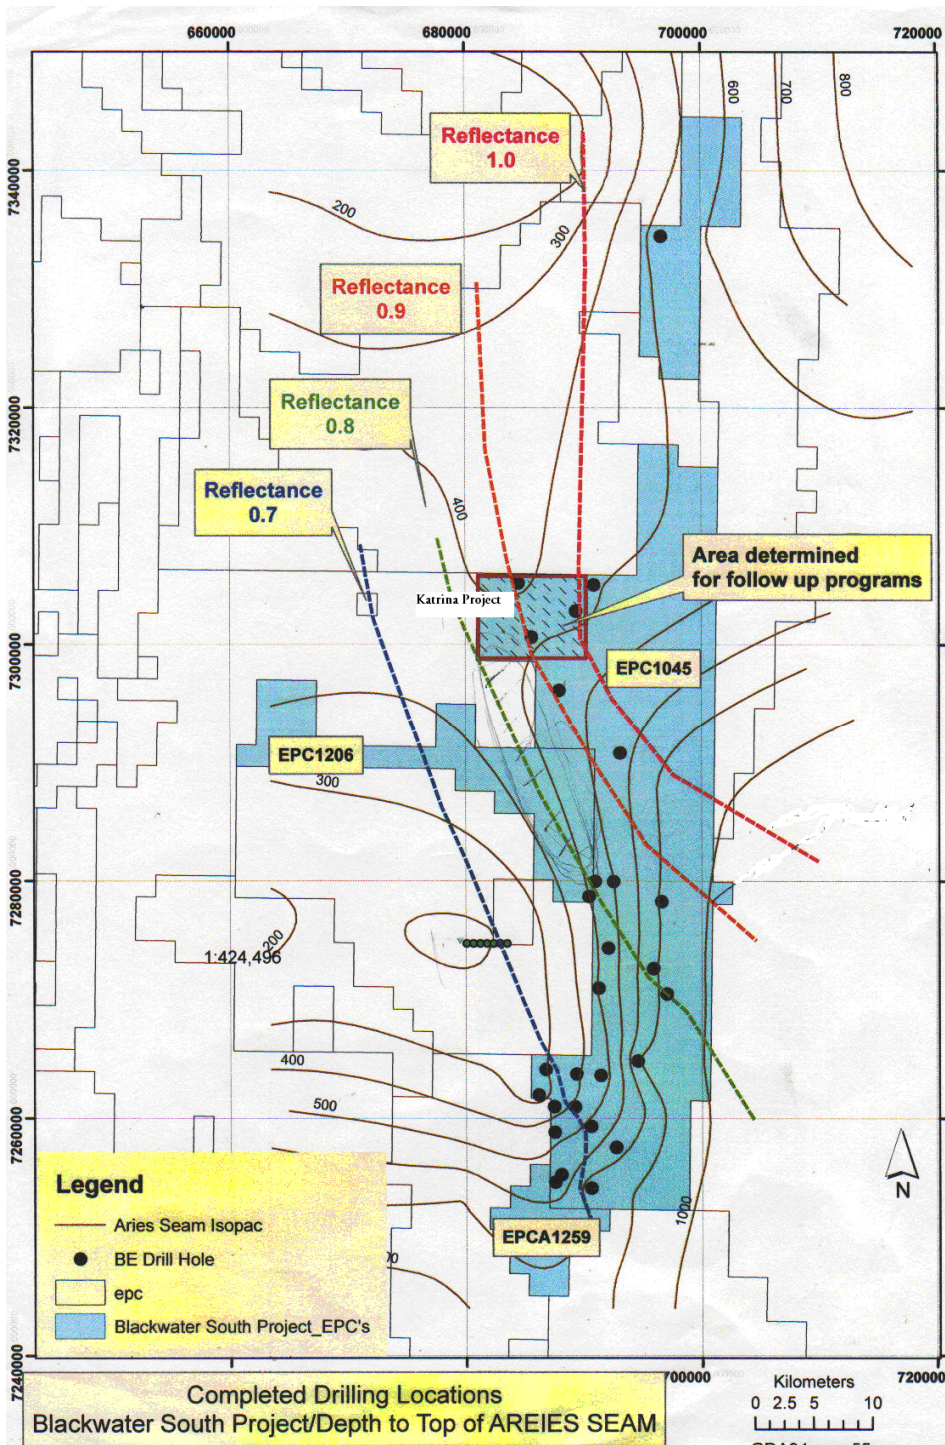 660000
680000
700000
720000
7340000
7320000
7300000
7280000
7260000
7240000
600
700
800
Reflectance
1.0
200
300
Reflectance
0.9
Reflectance
0.8
Reflectance
0.7
400
Area determined
for follow up programs
Katrina Project
EPC1045
EPC1206
300
200
1:424,496
400
500
1000
EPCA1259
N
Legend
Aries Seam Isopac
BE Drill Hole
epc
Blackwater South Project_EPC's
700000
720000
Completed Drilling Locations
Blackwater South Project/Depth to Top of AREIES SEAM
Kilometers
0 2.5 5 10